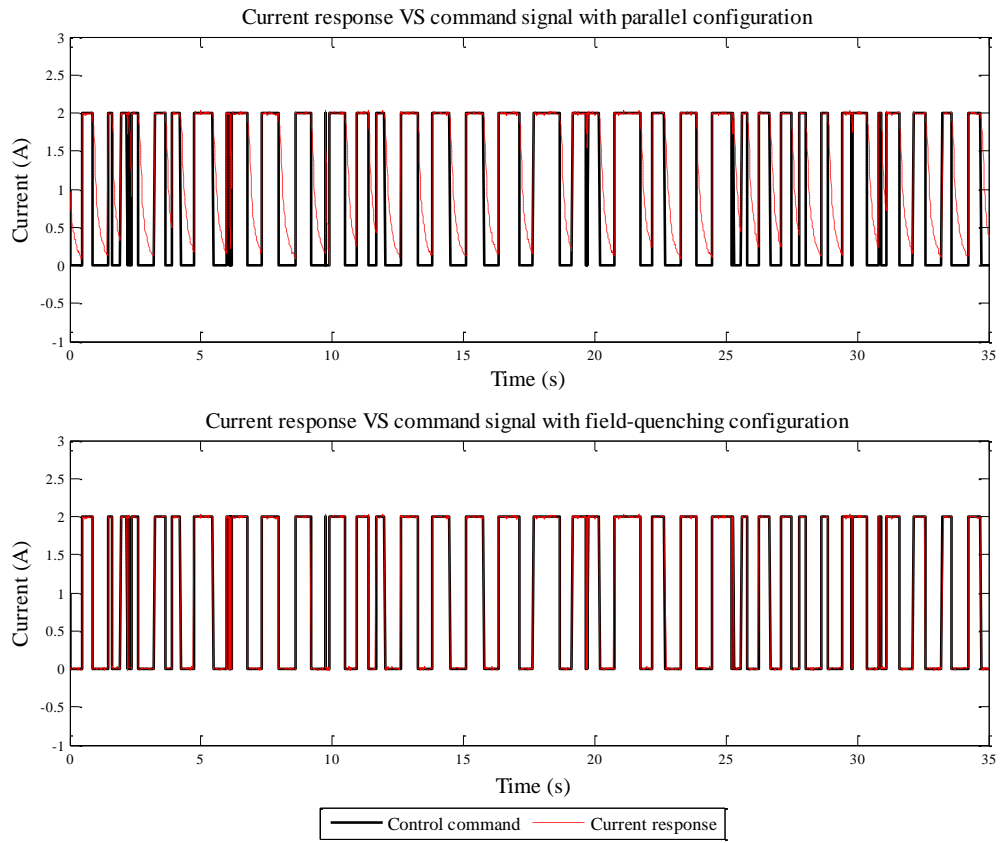 Current response VS command signal with parallel configuration
3
2.5
2
1.5
1
0.5
0
-0.5
-1
Current (A)
0 5 10 15 20 25 30 35
Time (s)
Current response VS command signal with field-quenching configuration
3
2.5
2
1.5
1
0.5
0
-0.5
-1
Current (A)
0 5 10 15 20 25 30 35
Time (s)
Control command Current response